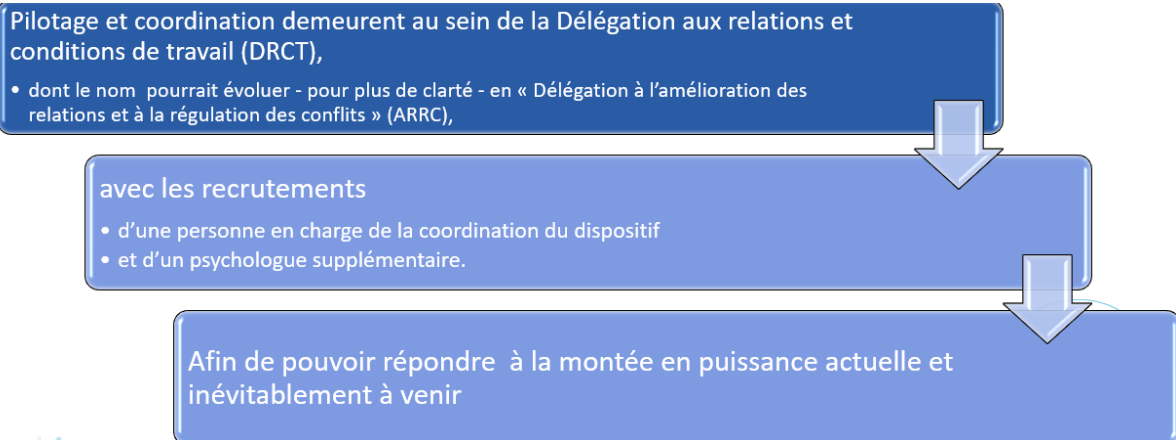 Pilotage et coordination demeurent au sein de la Délégation aux relations et
conditions de travail (DRCT),
• dont le nom  pourrait évoluer - pour plus de clarté - en « Délégation à l'amélioration des
relations et à la régulation des conflits » (ARRC),
avec les recrutements
• d'une personne en charge de la coordination du dispositif
• et d'un psychologue supplémentaire.
Afin de pouvoir répondre  à la montée en puissance actuelle et
inévitablement à venir